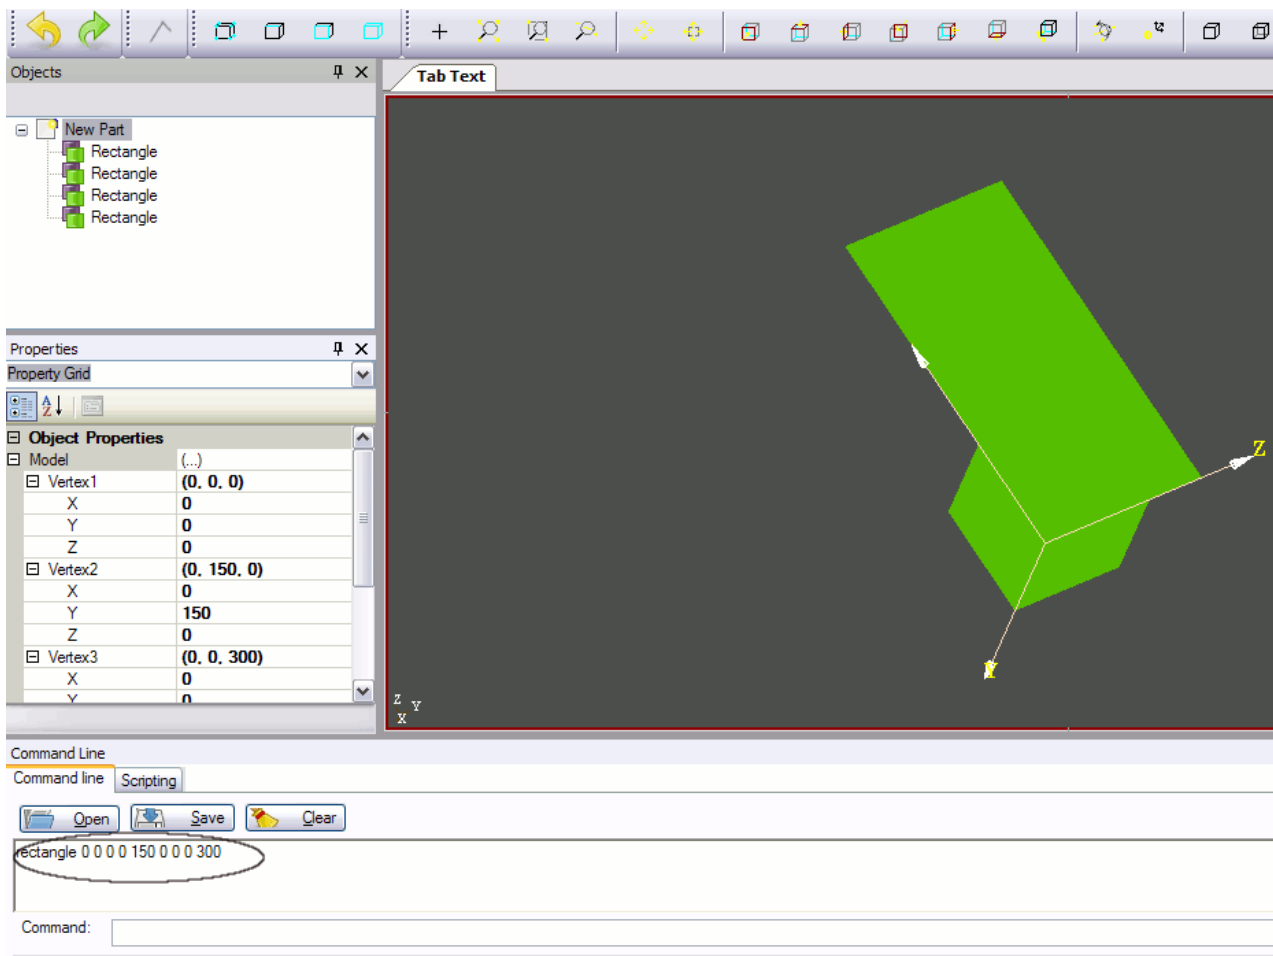 Objects
Tab Text
New Part
Rectangle
Rectangle
Rectangle
Rectangle
Properties
Property Grid
Object Properties
Model (...)
Vertex1 (0, 0, 0)
X 0
Y 0
Z 0
Vertex2 (0, 150, 0)
X 0
Y 150
Z 0
Vertex3 (0, 0, 300)
X 0
Y 0
Z
Y
Z Y
X
Command Line
Command line Scripting
Open Save Clear
rectangle 0 0 0 0 150 0 0 0 300
Command: